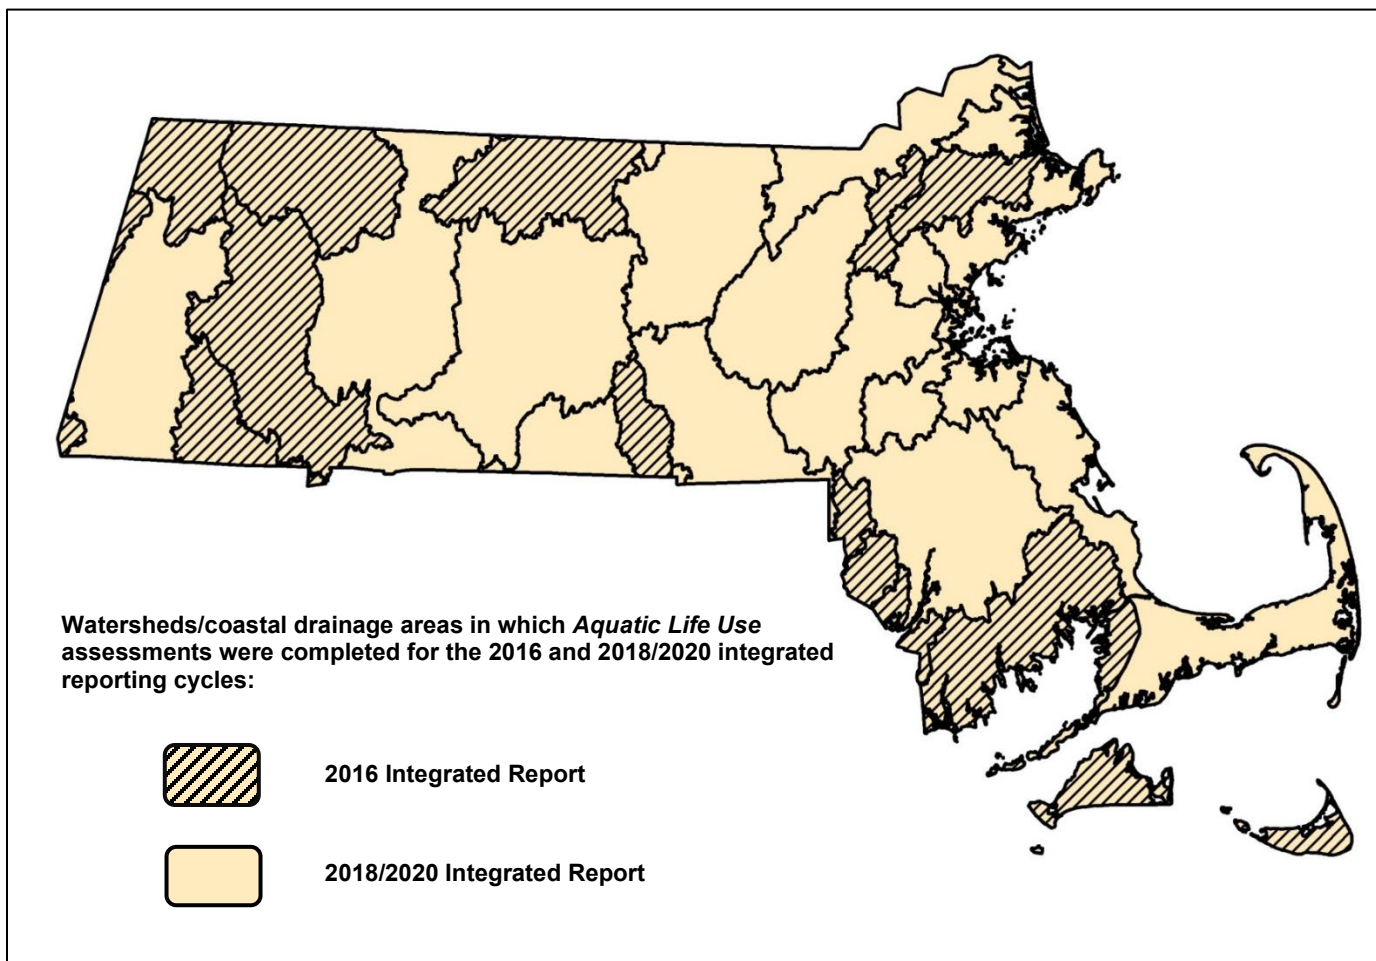 Watersheds/coastal drainage areas in which Aquatic Life Use
assessments were completed for the 2016 and 2018/2020 integrated
reporting cycles:
2016 Integrated Report
2018/2020 Integrated Report